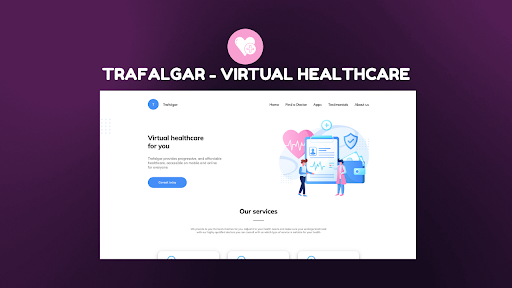 TRAFALGAR - VIRTUAL HEALTHCARE
T Trafalgar
Home Find a Doctor Apps Testimonials About us
Virtual healthcare
for you
Trafalgar provides progressive, and affordable
healthcare, accessible on mobile and online
for everyone
Consult today
Our services